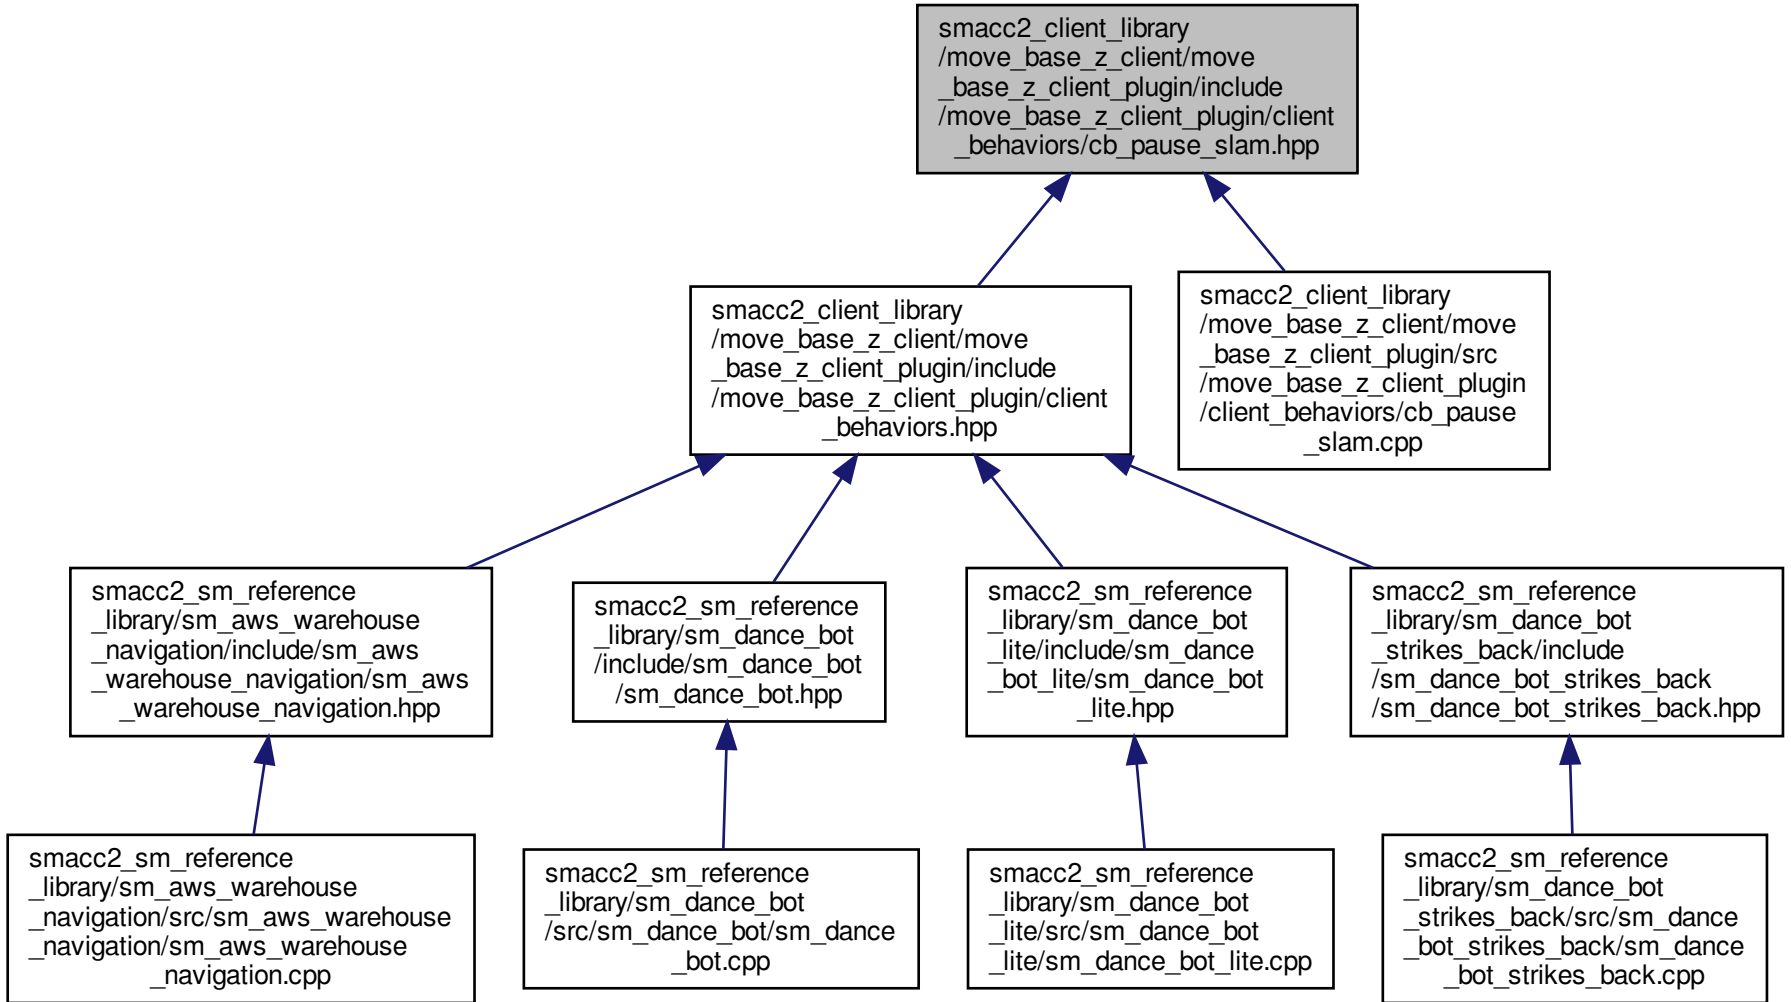 smacc2_client_library
/move_base_z_client/move
_base_z_client_plugin/include
/move_base_z_client_plugin/client
_behaviors/cb_pause_slam.hpp
smacc2_client_library
/move_base_z_client/move
_base_z_client_plugin/include
/move_base_z_client_plugin/client
_behaviors.hpp
smacc2_client_library
/move_base_z_client/move
_base_z_client_plugin/src
/move_base_z_client_plugin
/client_behaviors/cb_pause
_slam.cpp
smacc2_sm_reference
_library/sm_aws_warehouse
_navigation/include/sm_aws
_warehouse_navigation/sm_aws
_warehouse_navigation.hpp
smacc2_sm_reference
_library/sm_dance_bot
/include/sm_dance_bot
/sm_dance_bot.hpp
smacc2_sm_reference
_library/sm_dance_bot
_lite/include/sm_dance
_bot_lite/sm_dance_bot
_lite.hpp
smacc2_sm_reference
_library/sm_dance_bot
_strikes_back/include
/sm_dance_bot_strikes_back
/sm_dance_bot_strikes_back.hpp
smacc2_sm_reference
_library/sm_aws_warehouse
_navigation/src/sm_aws_warehouse
_navigation/sm_aws_warehouse
_navigation.cpp
smacc2_sm_reference
_library/sm_dance_bot
/src/sm_dance_bot/sm_dance
_bot.cpp
smacc2_sm_reference
_library/sm_dance_bot
_lite/src/sm_dance_bot
_lite/sm_dance_bot_lite.cpp
smacc2_sm_reference
_library/sm_dance_bot
_strikes_back/src/sm_dance
_bot_strikes_back/sm_dance
_bot_strikes_back.cpp